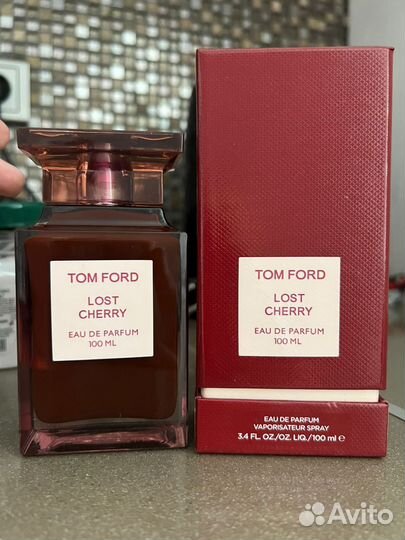 TOM FORD
LOST
CHERRY
EAU DE PARFUM
100 ML
TOM FORD
LOST
CHERRY
EAU DE PARFUM
100 ML
EAU DE PARFUM
VAPORISATEUR SPRAY
3.4 FL. OZ./OZ. LIQ./100 ml ℮
Avito